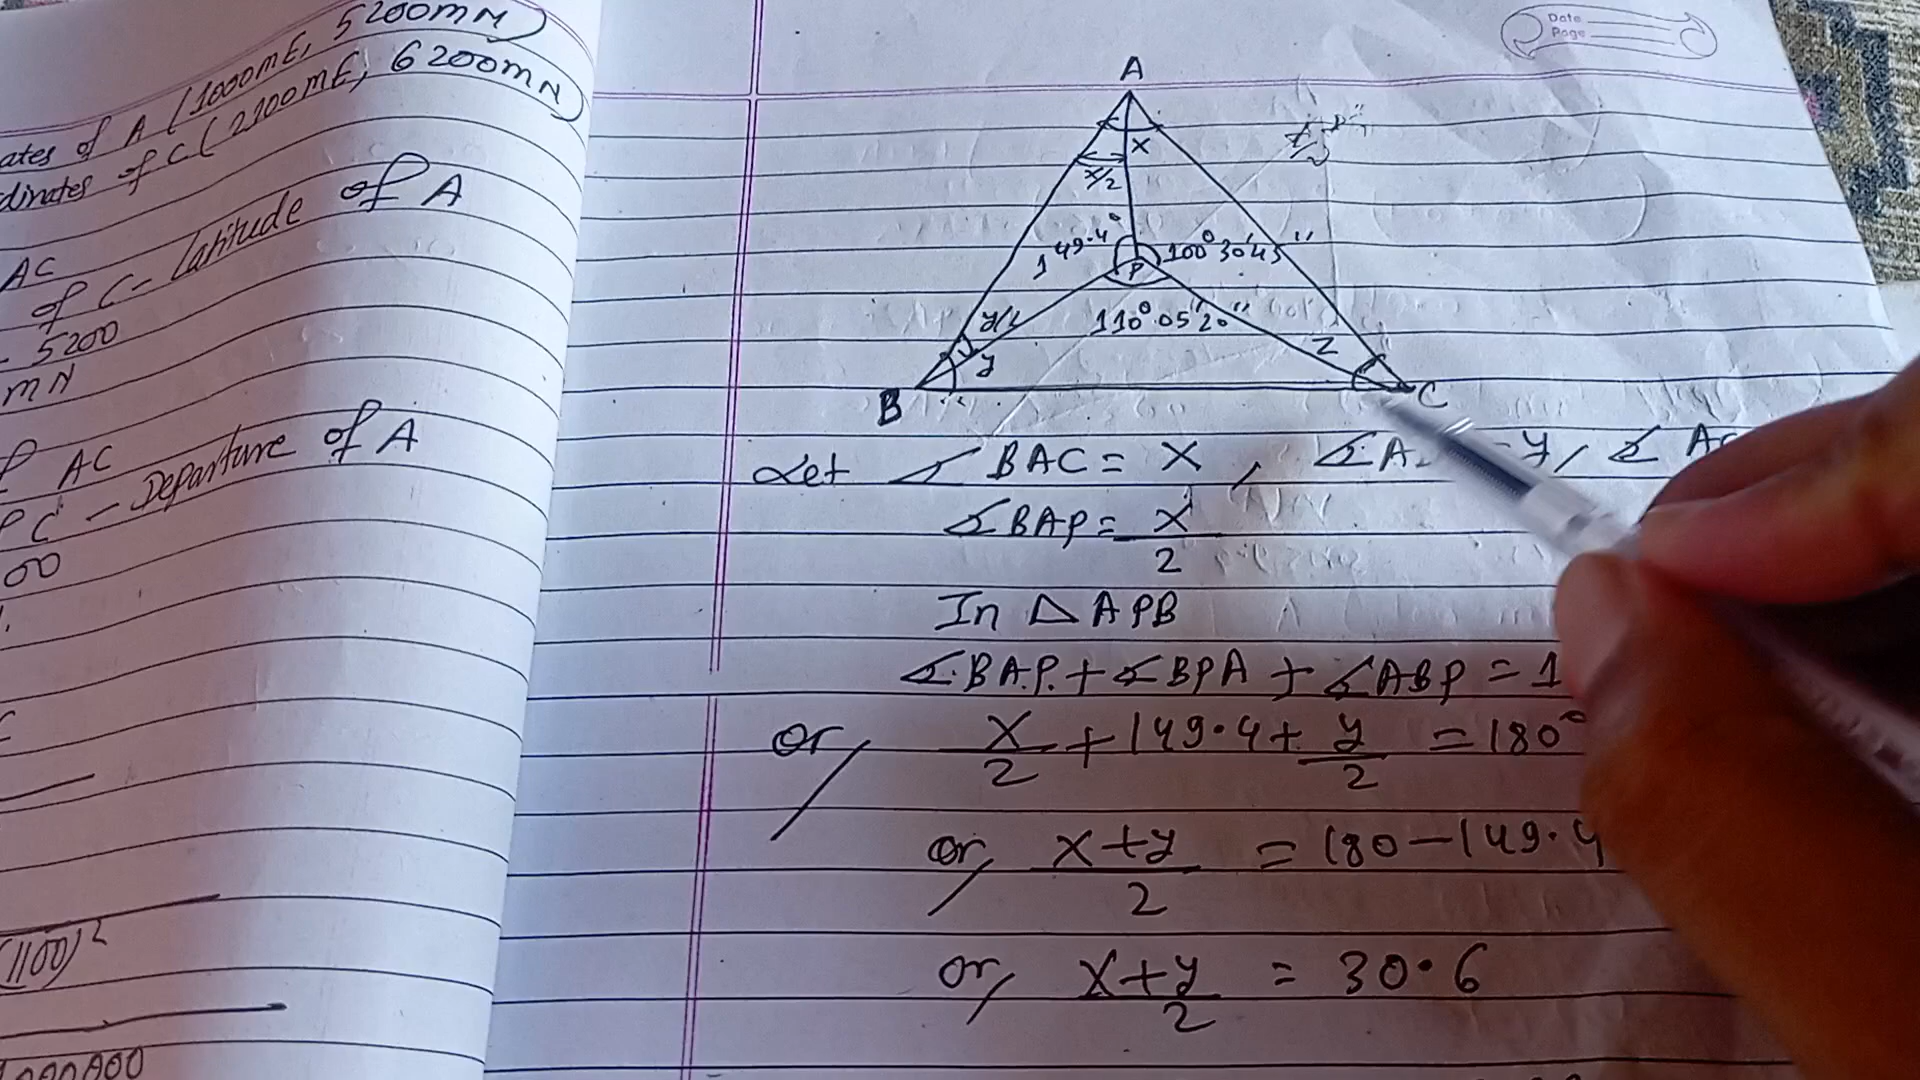 5200mN)
ates of A (1000mE,
dinates of C (2100mE, 6200mN)
AC
of C - Latitude of A
- 5200
mN
AC
C - Departure of A
00
(1100)²
Date
Page
A
x
x/2
149.4°
100°30'45"
P
110°05'20"
y
z
B
C
Let ∠BAC = x, ∠A = y, ∠
∠BAP = x/2
In △APB
∠BAP + ∠BPA + ∠ABP = 1
or, x/2 + 149.4 + y/2 = 180°
or, x+y/2 = 180 - 149.4
or, x+y/2 = 30.6